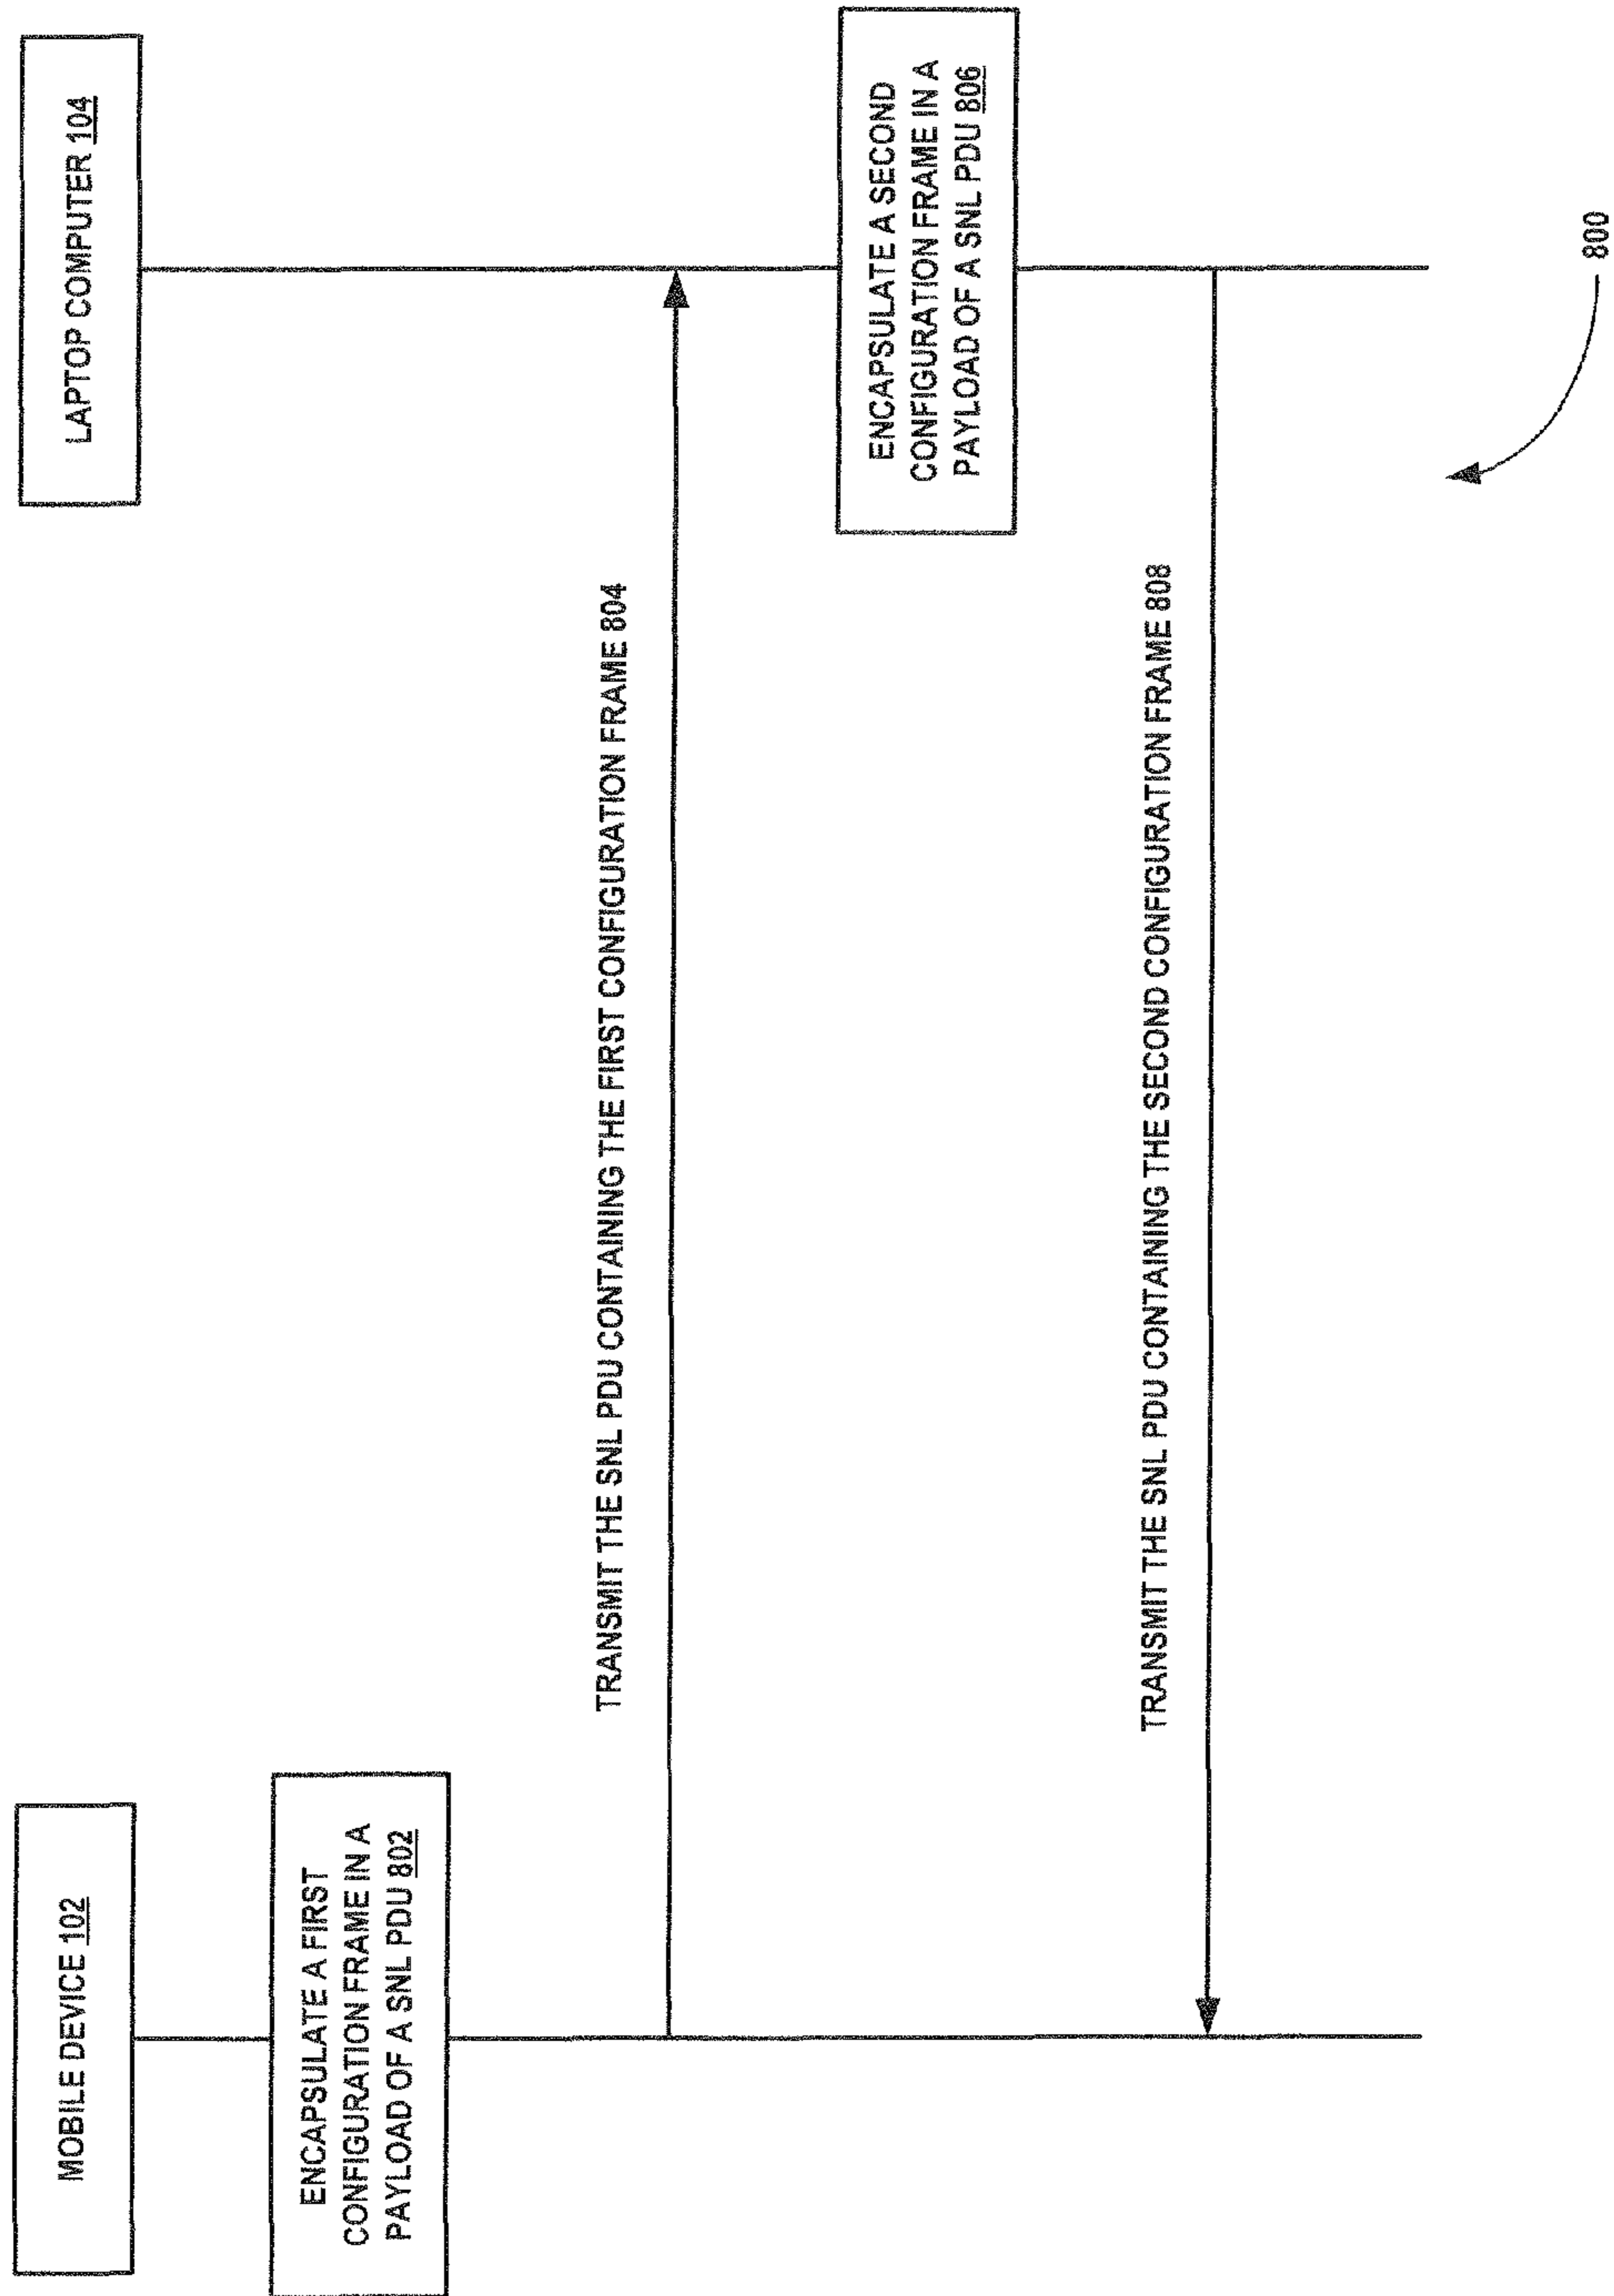 MOBILE DEVICE 102
LAPTOP COMPUTER 104
ENCAPSULATE A FIRST
CONFIGURATION FRAME IN A
PAYLOAD OF A SNL PDU 802
TRANSMIT THE SNL PDU CONTAINING THE FIRST CONFIGURATION FRAME 804
ENCAPSULATE A SECOND
CONFIGURATION FRAME IN A
PAYLOAD OF A SNL PDU 806
TRANSMIT THE SNL PDU CONTAINING THE SECOND CONFIGURATION FRAME 808
800